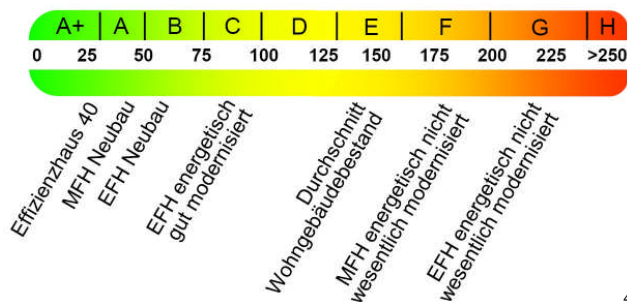 A+ A B C D E F G H
0 25 50 75 100 125 150 175 200 225 >250
Effizienzhaus 40
MFH Neubau
EFH Neubau
EFH energetisch
gut modernisiert
Durchschnitt
Wohngebäudebestand
MFH energetisch nicht
wesentlich modernisiert
EFH energetisch nicht
wesentlich modernisiert